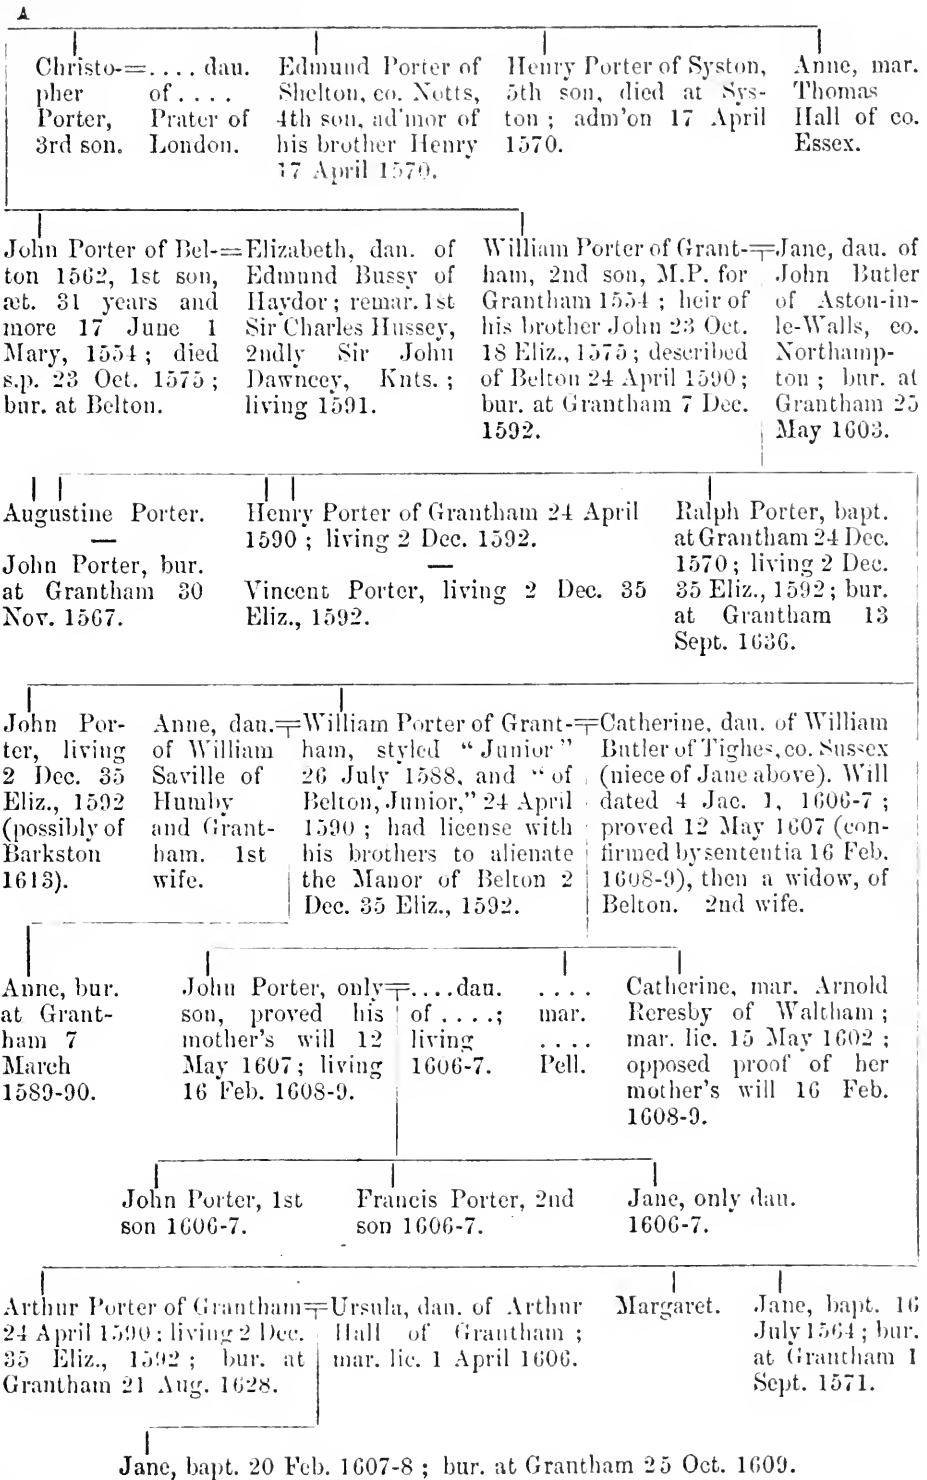 A
Christo-=.... dau.
pher of ....
Porter, Prater of
3rd son. London.
Edmund Porter of
Shelton, co. Notts,
4th son, ad'mor of
his brother Henry
17 April 1570.
Henry Porter of Syston,
5th son, died at Sys-
ton ; adm'on 17 April
1570.
Anne, mar.
Thomas
Hall of co.
Essex.
John Porter of Bel-=
ton 1562, 1st son,
æt. 31 years and
more 17 June 1
Mary, 1554 ; died
s.p. 23 Oct. 1575 ;
bur. at Belton.
Elizabeth, dau. of
Edmund Bussy of
Haydor ; remar. 1st
Sir Charles Hussey,
2ndly Sir John
Dawncey, Knts. ;
living 1591.
William Porter of Grant-=
ham, 2nd son, M.P. for
Grantham 1554 ; heir of
his brother John 23 Oct.
18 Eliz., 1575 ; described
of Belton 24 April 1590 ;
bur. at Grantham 7 Dec.
1592.
Jane, dau. of
John Butler
of Aston-in-
le-Walls, co.
Northamp-
ton ; bur. at
Grantham 25
May 1603.
Augustine Porter.
—
John Porter, bur.
at Grantham 30
Nov. 1567.
Henry Porter of Grantham 24 April
1590 ; living 2 Dec. 1592.
—
Vincent Porter, living 2 Dec. 35
Eliz., 1592.
Ralph Porter, bapt.
at Grantham 24 Dec.
1570 ; living 2 Dec.
35 Eliz., 1592 ; bur.
at Grantham 13
Sept. 1636.
John Por-
ter, living
2 Dec. 35
Eliz., 1592
(possibly of
Barkston
1613).
Anne, dau.=
of William
Saville of
Humby
and Grant-
ham. 1st
wife.
William Porter of Grant-=
ham, styled "Junior"
26 July 1588, and "of
Belton, Junior," 24 April
1590 ; had license with
his brothers to alienate
the Manor of Belton 2
Dec. 35 Eliz., 1592.
Catherine, dau. of William
Butler of Tighes, co. Sussex
(niece of Jane above). Will
dated 4 Jac. 1, 1606-7 ;
proved 12 May 1607 (con-
firmed by sententia 16 Feb.
1608-9), then a widow, of
Belton. 2nd wife.
Anne, bur.
at Grant-
ham 7
March
1589-90.
John Porter, only=
son, proved his
mother's will 12
May 1607 ; living
16 Feb. 1608-9.
....dau.
of .... ;
living
1606-7.
....
mar.
....
Pell.
Catherine, mar. Arnold
Reresby of Waltham ;
mar. lic. 15 May 1602 ;
opposed proof of her
mother's will 16 Feb.
1608-9.
John Porter, 1st
son 1606-7.
Francis Porter, 2nd
son 1606-7.
Jane, only dau.
1606-7.
Arthur Porter of Grantham=
24 April 1590 ; living 2 Dec.
35 Eliz., 1592 ; bur. at
Grantham 21 Aug. 1628.
Ursula, dau. of Arthur
Hall of Grantham ;
mar. lic. 1 April 1606.
Margaret.
Jane, bapt. 16
July 1564 ; bur.
at Grantham 1
Sept. 1571.
Jane, bapt. 20 Feb. 1607-8 ; bur. at Grantham 25 Oct. 1609.